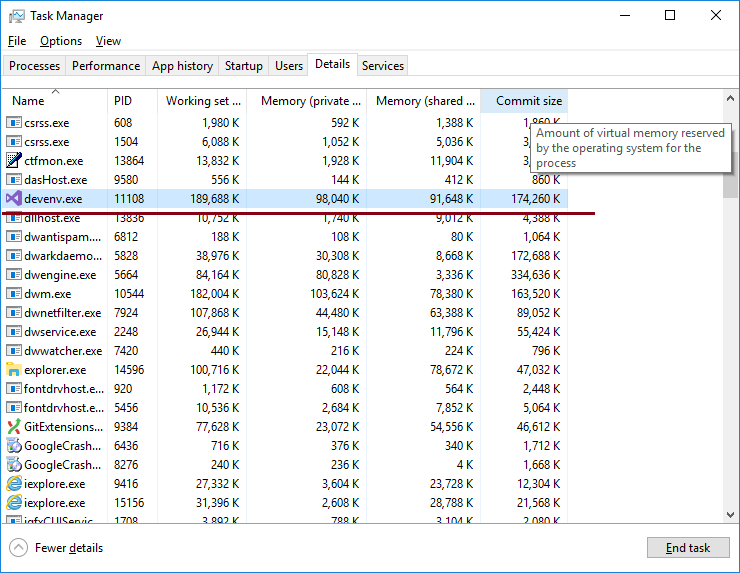 Task Manager
File Options View
Processes Performance App history Startup Users Details Services
Name PID Working set ... Memory (private ... Memory (shared ... Commit size
csrss.exe 608 1,980 K 592 K 1,388 K 1,860 K
csrss.exe 1504 6,088 K 1,052 K 5,036 K
ctfmon.exe 13864 13,832 K 1,928 K 11,904 K
Amount of virtual memory reserved
by the operating system for the
process
dasHost.exe 9580 556 K 144 K 412 K 860 K
devenv.exe 11108 189,688 K 98,040 K 91,648 K 174,260 K
dllhost.exe 13836 10,752 K 1,740 K 9,012 K 4,388 K
dwantispam.... 6812 188 K 108 K 80 K 1,064 K
dwarkdaemo... 5828 38,976 K 30,308 K 8,668 K 172,688 K
dwengine.exe 5664 84,164 K 80,828 K 3,336 K 334,636 K
dwm.exe 10544 182,004 K 103,624 K 78,380 K 163,520 K
dwnetfilter.exe 7924 107,868 K 44,480 K 63,388 K 89,052 K
dwservice.exe 2248 26,944 K 15,148 K 11,796 K 55,424 K
dwwatcher.exe 7420 440 K 216 K 224 K 796 K
explorer.exe 14596 100,716 K 22,044 K 78,672 K 47,032 K
fontdrvhost.e... 920 1,172 K 608 K 564 K 2,448 K
fontdrvhost.e... 5456 10,536 K 2,684 K 7,852 K 5,064 K
GitExtensions... 9384 77,628 K 23,072 K 54,556 K 46,612 K
GoogleCrash... 6436 716 K 376 K 340 K 1,712 K
GoogleCrash... 8276 240 K 236 K 4 K 1,668 K
iexplore.exe 9416 27,332 K 3,604 K 23,728 K 12,304 K
iexplore.exe 15156 31,396 K 2,608 K 28,788 K 21,568 K
igfxCUIServic... 1708 3,892 K 788 K 3,104 K 2,080 K
Fewer details End task